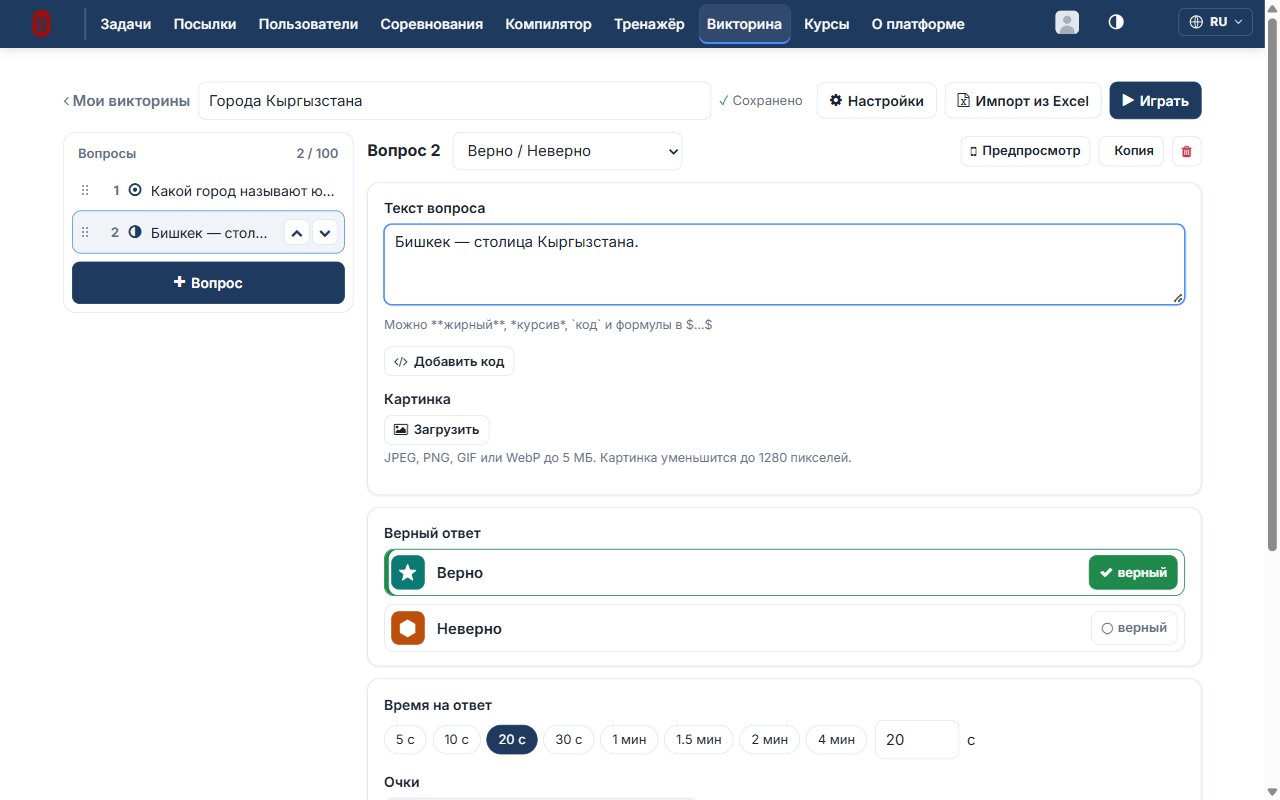 Задачи Посылки Пользователи Соревнования Компилятор Тренажёр Викторина Курсы О платформе RU
Мои викторины Города Кыргызстана Сохранено Настройки Импорт из Excel Играть
Вопросы 2 / 100
1 Какой город называют ю...
2 Бишкек — стол...
+ Вопрос
Вопрос 2 Верно / Неверно Предпросмотр Копия
Текст вопроса
Бишкек — столица Кыргызстана.
Можно **жирный**, *курсив*, `код` и формулы в $...$
</> Добавить код
Картинка
Загрузить
JPEG, PNG, GIF или WebP до 5 МБ. Картинка уменьшится до 1280 пикселей.
Верный ответ
Верно верный
Неверно верный
Время на ответ
5 с 10 с 20 с 30 с 1 мин 1.5 мин 2 мин 4 мин 20 с
Очки